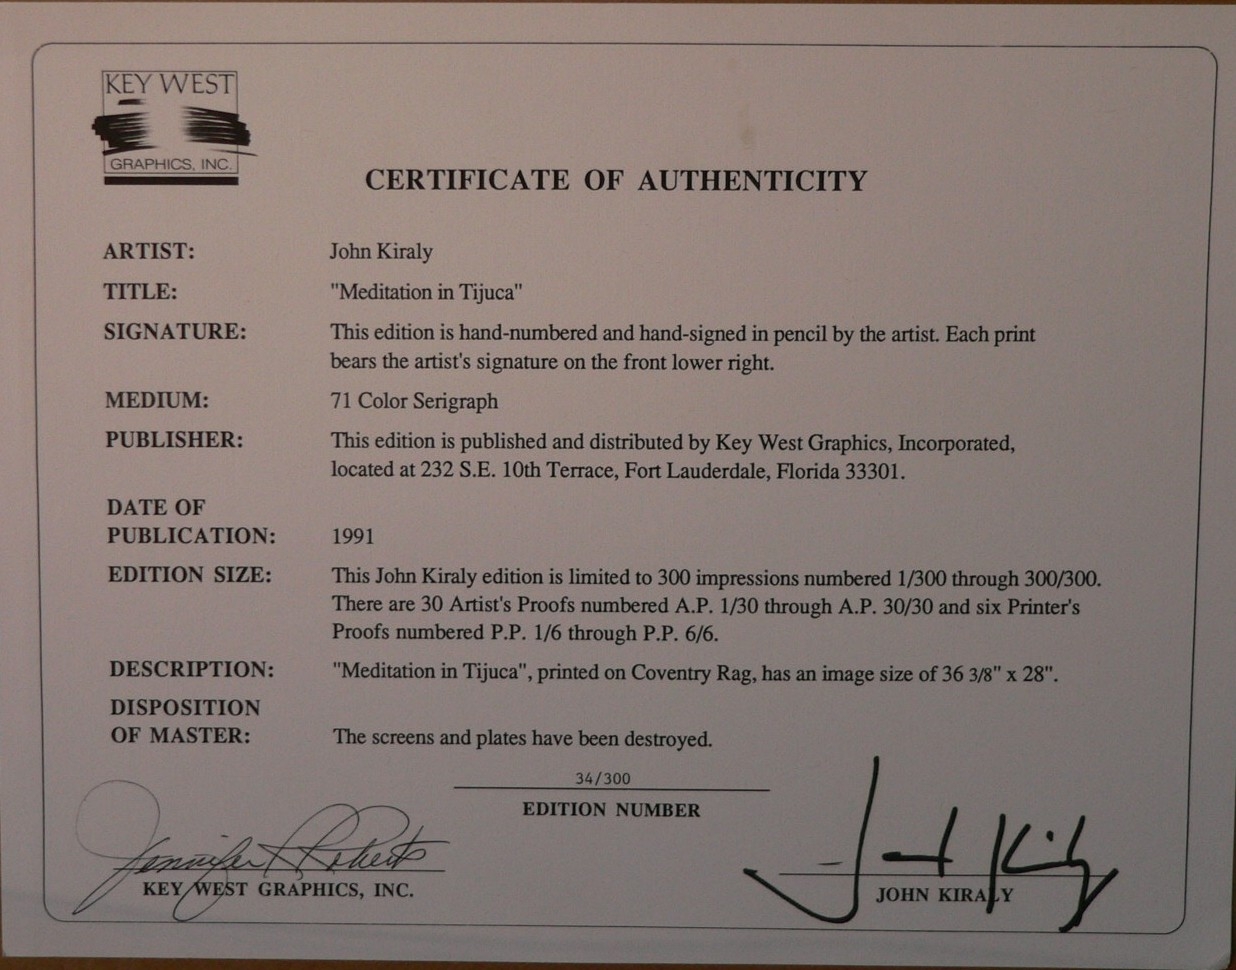 KEY WEST
GRAPHICS, INC.
CERTIFICATE OF AUTHENTICITY
ARTIST: John Kiraly
TITLE: "Meditation in Tijuca"
SIGNATURE: This edition is hand-numbered and hand-signed in pencil by the artist. Each print
bears the artist's signature on the front lower right.
MEDIUM: 71 Color Serigraph
PUBLISHER: This edition is published and distributed by Key West Graphics, Incorporated,
located at 232 S.E. 10th Terrace, Fort Lauderdale, Florida 33301.
DATE OF
PUBLICATION: 1991
EDITION SIZE: This John Kiraly edition is limited to 300 impressions numbered 1/300 through 300/300.
There are 30 Artist's Proofs numbered A.P. 1/30 through A.P. 30/30 and six Printer's
Proofs numbered P.P. 1/6 through P.P. 6/6.
DESCRIPTION: "Meditation in Tijuca", printed on Coventry Rag, has an image size of 36 3/8" x 28".
DISPOSITION
OF MASTER: The screens and plates have been destroyed.
34/300
EDITION NUMBER
Jennifer Roberts
KEY WEST GRAPHICS, INC.
John Kiraly
JOHN KIRALY